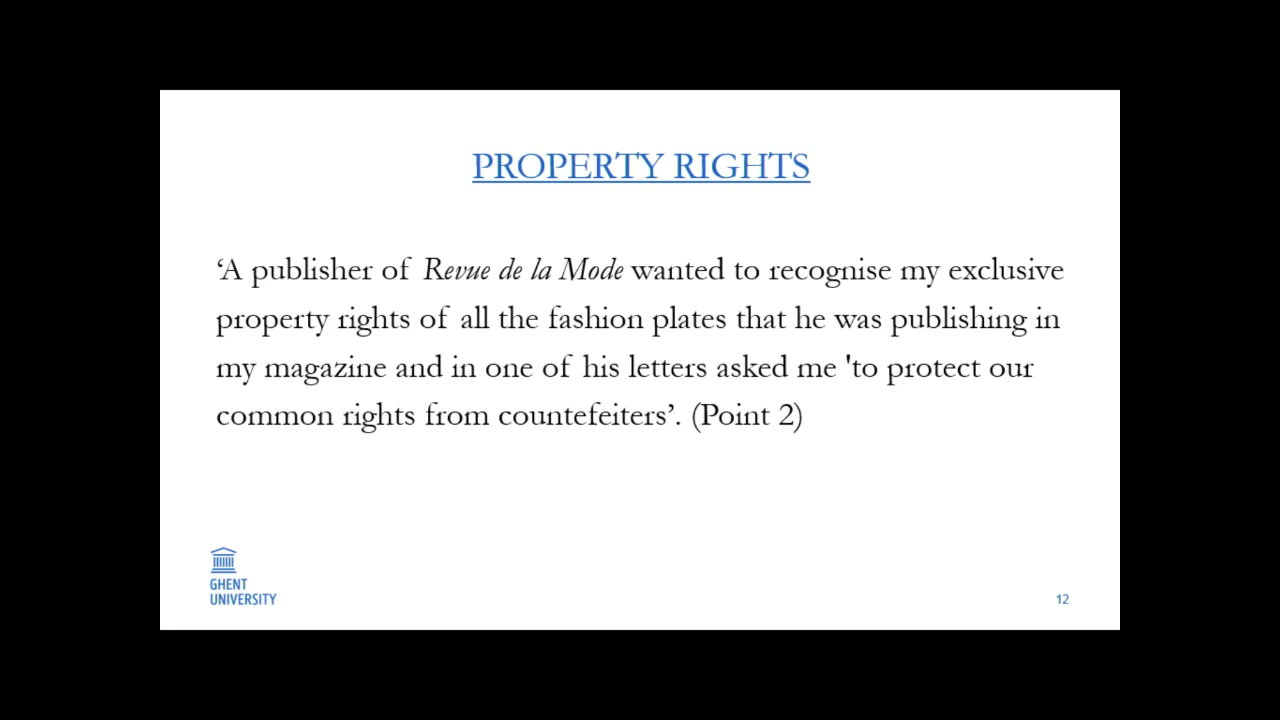 PROPERTY RIGHTS
‘A publisher of Revue de la Mode wanted to recognise my exclusive
property rights of all the fashion plates that he was publishing in
my magazine and in one of his letters asked me 'to protect our
common rights from countefeiters’. (Point 2)
GHENT
UNIVERSITY
12